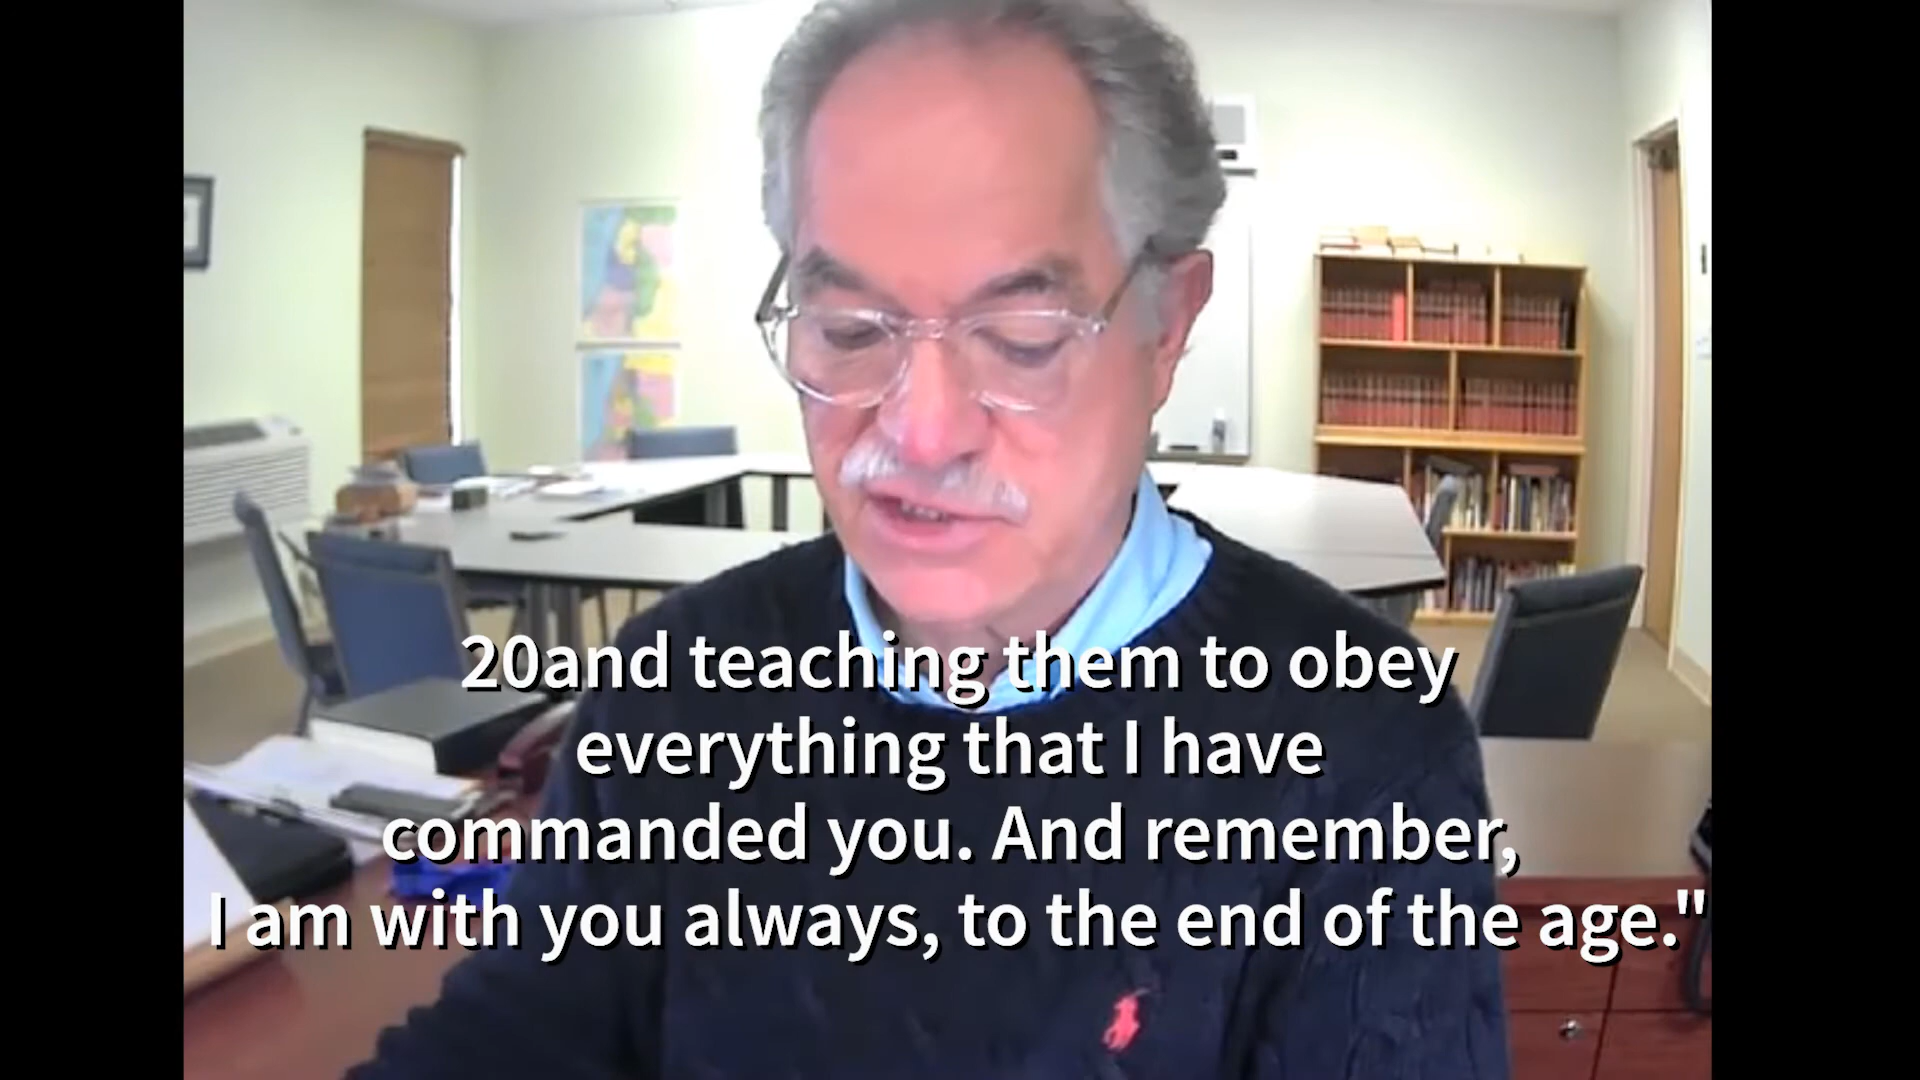 20and teaching them to obey
everything that I have
commanded you. And remember,
I am with you always, to the end of the age."